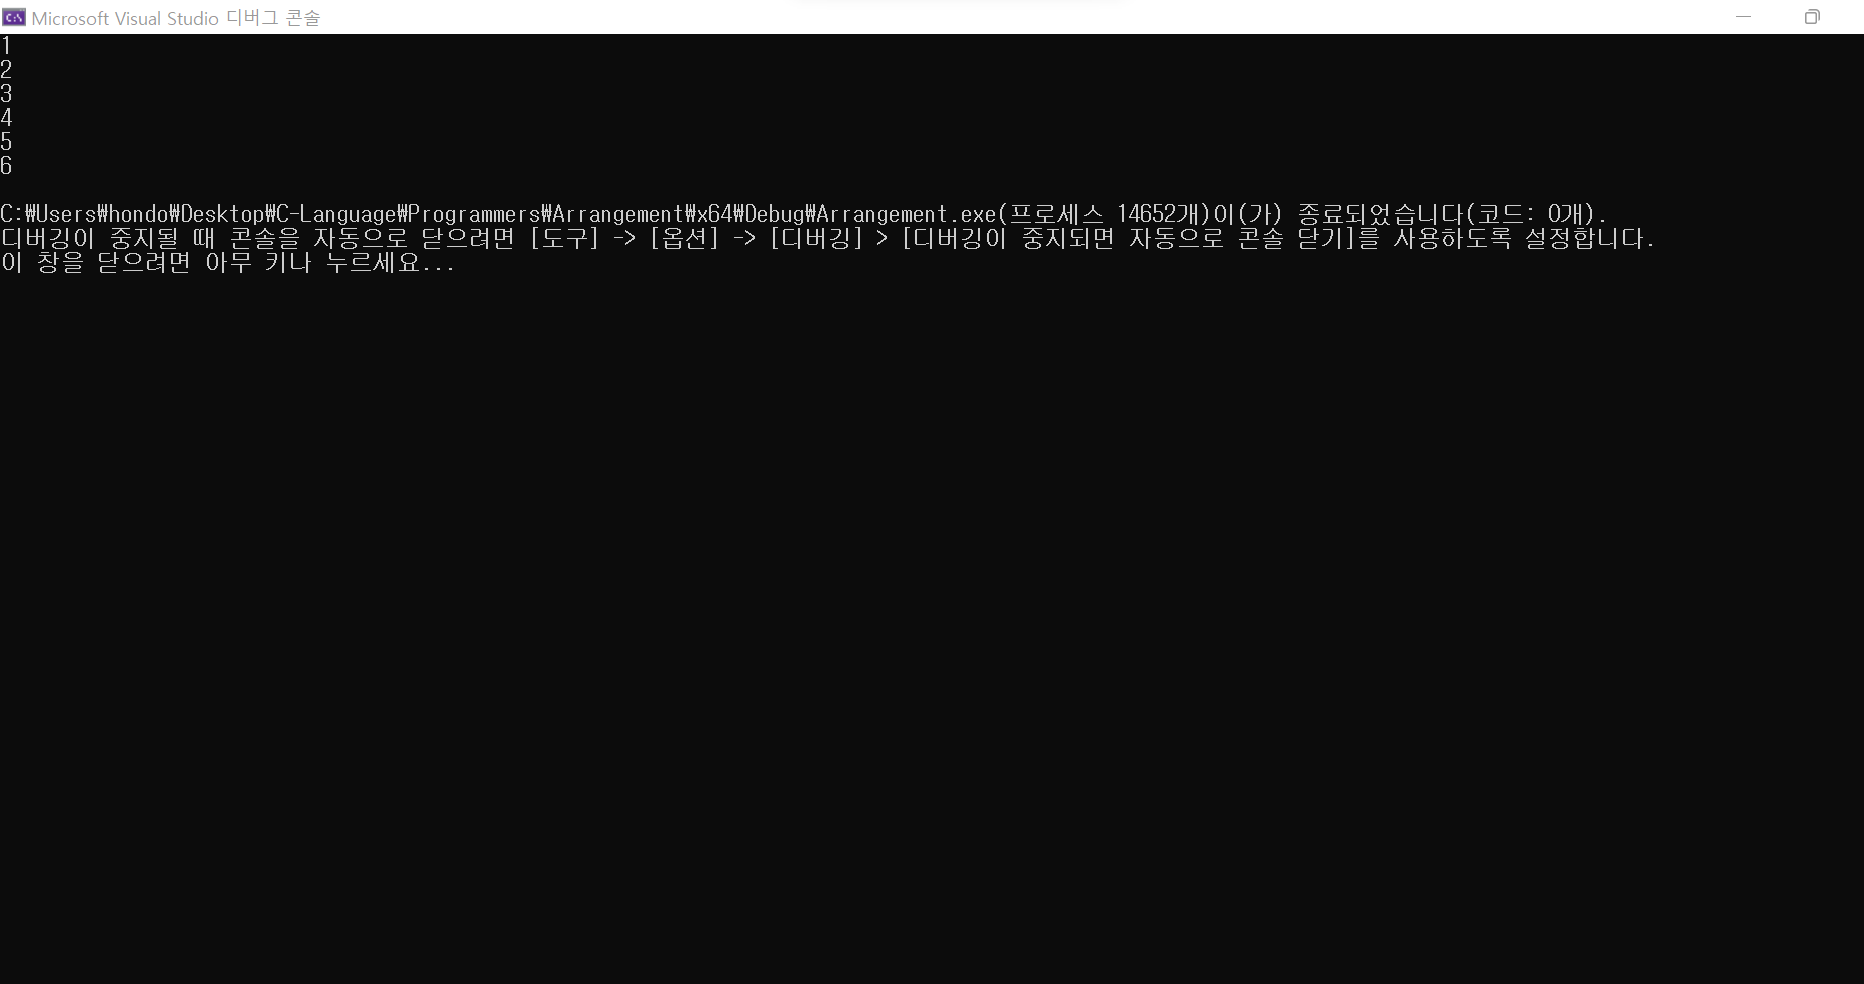 Microsoft Visual Studio 디버그 콘솔
1
2
3
4
5
6
C:₩Users₩hondo₩Desktop₩C-Language₩Programmers₩Arrangement₩x64₩Debug₩Arrangement.exe(프로세스 14652개)이(가) 종료되었습니다(코드: 0개).
디버깅이 중지될 때 콘솔을 자동으로 닫으려면 [도구] -> [옵션] -> [디버깅] > [디버깅이 중지되면 자동으로 콘솔 닫기]를 사용하도록 설정합니다.
이 창을 닫으려면 아무 키나 누르세요...